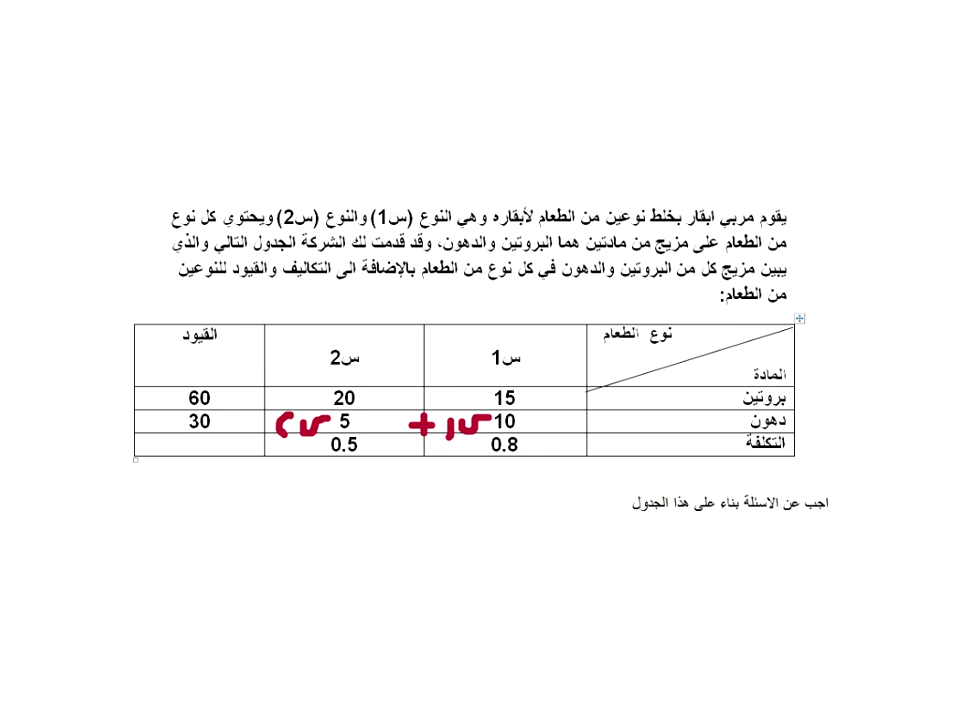 يقوم مربي ابقار بخلط نوعين من الطعام لأبقاره وهي النوع (س1) والنوع (س2) ويحتوي كل نوع
من الطعام على مزيج من مادتين هما البروتين والدهون، وقد قدمت لك الشركة الجدول التالي والذي
يبين مزيج كل من البروتين والدهون في كل نوع من الطعام بالإضافة الى التكاليف والقيود للنوعين
من الطعام:
نوع الطعام
المادة
س1
س2
القيود
بروتين 15 20 60
دهون 10 س1 + 5 س2 30
التكلفة 0.8 0.5
اجب عن الاسئلة بناء على هذا الجدول